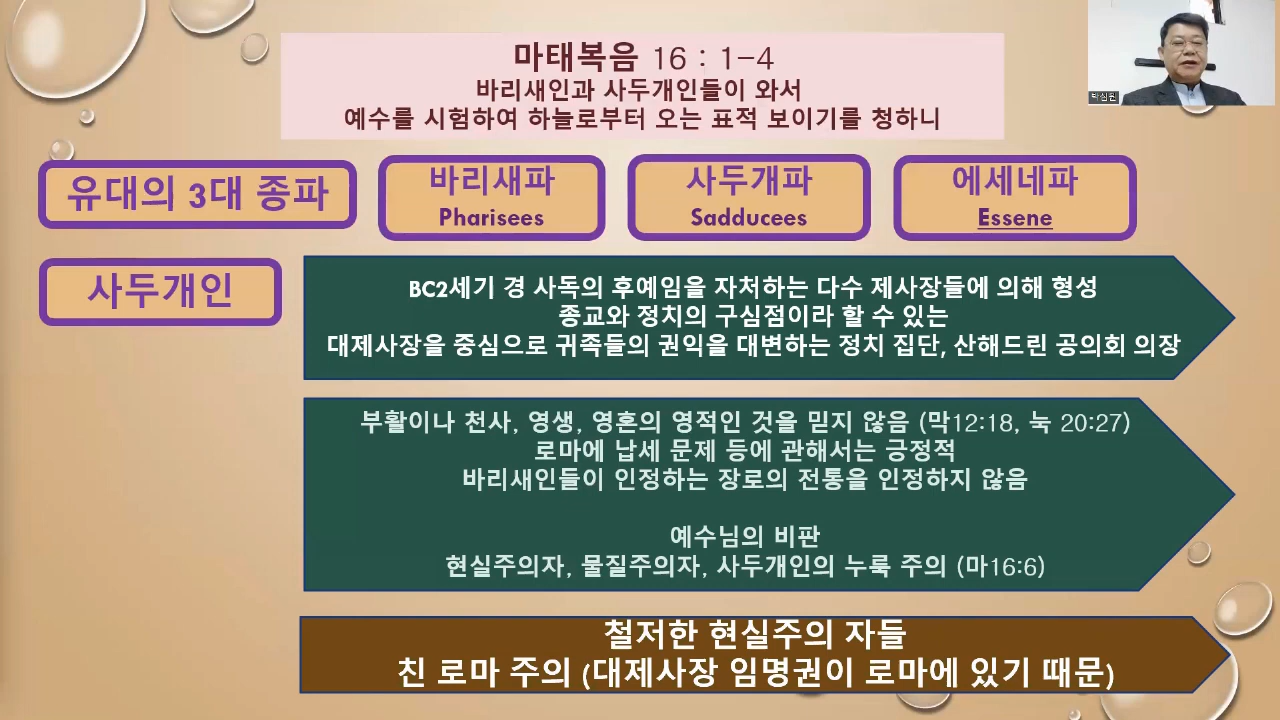 마태복음 16 : 1-4
바리새인과 사두개인들이 와서
예수를 시험하여 하늘로부터 오는 표적 보이기를 청하니
박심원
유대의 3대 종파
바리새파
Pharisees
사두개파
Sadducees
에세네파
Essene
사두개인
BC2세기 경 사독의 후예임을 자처하는 다수 제사장들에 의해 형성
종교와 정치의 구심점이라 할 수 있는
대제사장을 중심으로 귀족들의 권익을 대변하는 정치 집단, 산해드린 공의회 의장
부활이나 천사, 영생, 영혼의 영적인 것을 믿지 않음 (막12:18, 눅 20:27)
로마에 납세 문제 등에 관해서는 긍정적
바리새인들이 인정하는 장로의 전통을 인정하지 않음
예수님의 비판
현실주의자, 물질주의자, 사두개인의 누룩 주의 (마16:6)
철저한 현실주의 자들
친 로마 주의 (대제사장 임명권이 로마에 있기 때문)